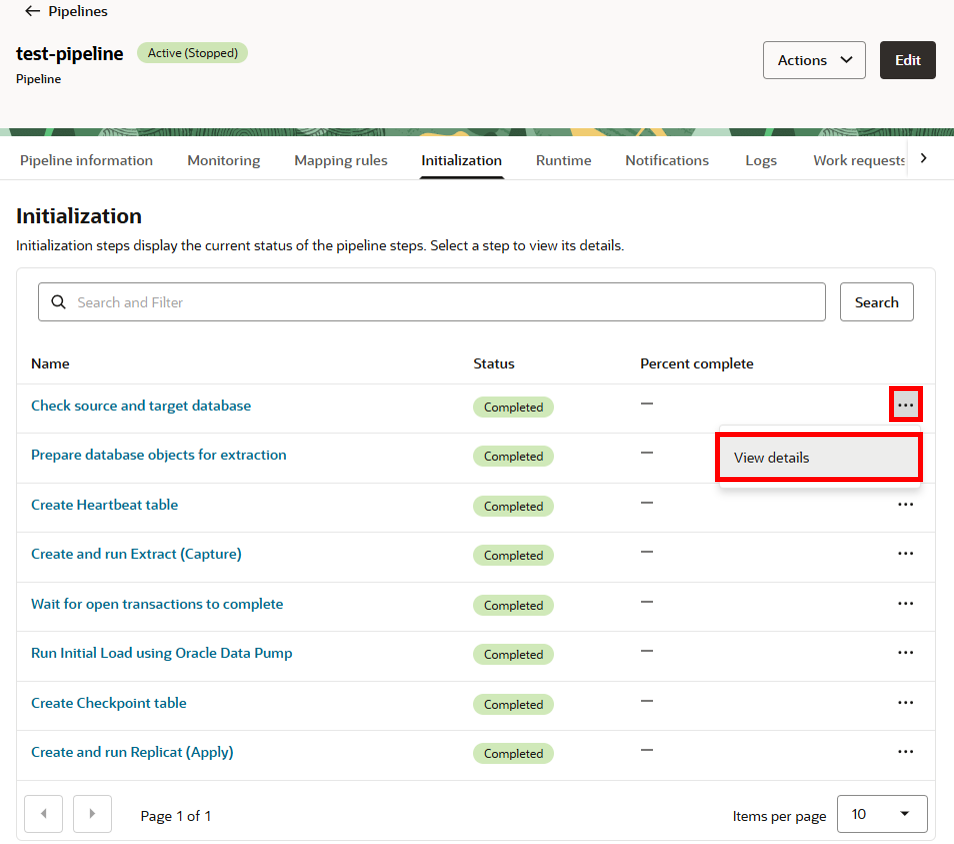 Pipelines
test-pipeline Active (Stopped)
Pipeline
Actions Edit
Pipeline information Monitoring Mapping rules Initialization Runtime Notifications Logs Work requests
Initialization
Initialization steps display the current status of the pipeline steps. Select a step to view its details.
Search and Filter Search
Name Status Percent complete
Check source and target database Completed —
Prepare database objects for extraction Completed —
View details
Create Heartbeat table Completed —
Create and run Extract (Capture) Completed —
Wait for open transactions to complete Completed —
Run Initial Load using Oracle Data Pump Completed —
Create Checkpoint table Completed —
Create and run Replicat (Apply) Completed —
Page 1 of 1 Items per page 10